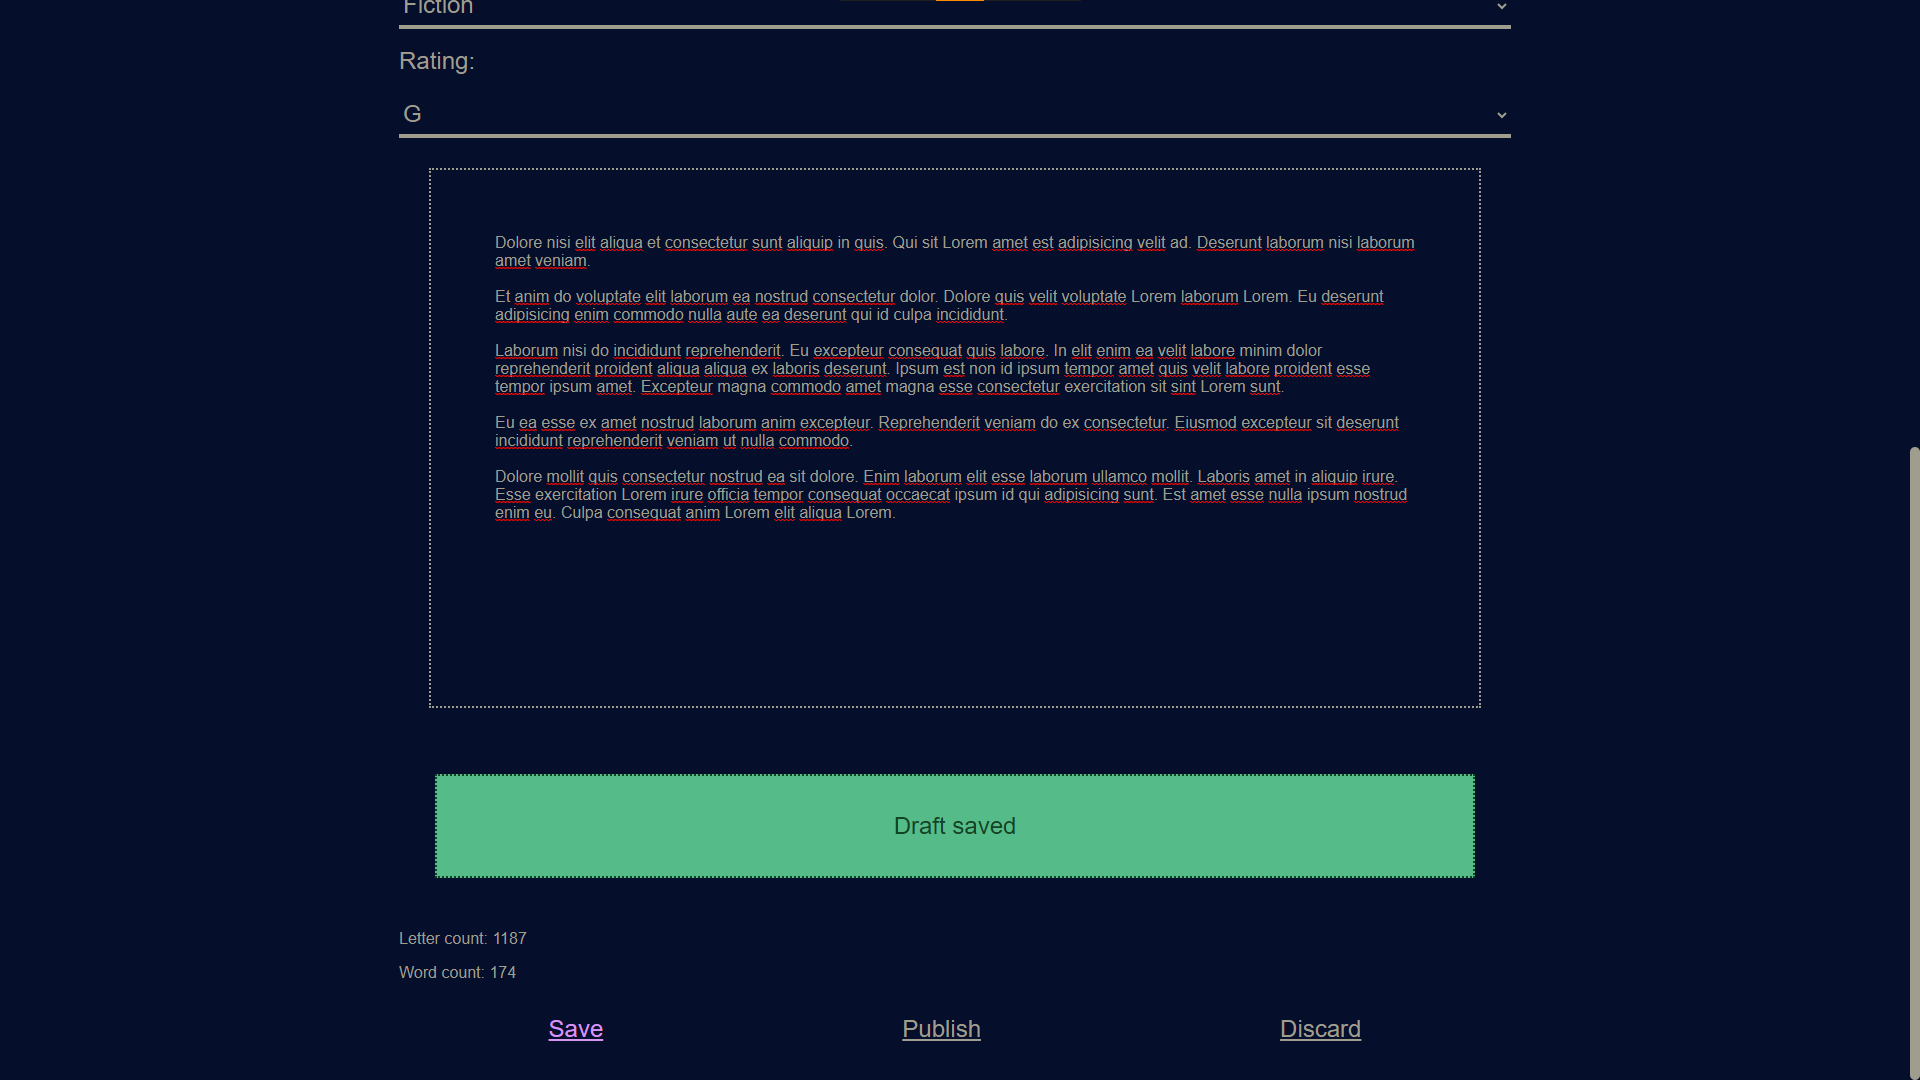 Fiction
Rating:
G
Dolore nisi elit aliqua et consectetur sunt aliquip in quis. Qui sit Lorem amet est adipisicing velit ad. Deserunt laborum nisi laborum
amet veniam.
Et anim do voluptate elit laborum ea nostrud consectetur dolor. Dolore quis velit voluptate Lorem laborum Lorem. Eu deserunt
adipisicing enim commodo nulla aute ea deserunt qui id culpa incididunt.
Laborum nisi do incididunt reprehenderit. Eu excepteur consequat quis labore. In elit enim ea velit labore minim dolor
reprehenderit proident aliqua aliqua ex laboris deserunt. Ipsum est non id ipsum tempor amet quis velit labore proident esse
tempor ipsum amet. Excepteur magna commodo amet magna esse consectetur exercitation sit sint Lorem sunt.
Eu ea esse ex amet nostrud laborum anim excepteur. Reprehenderit veniam do ex consectetur. Eiusmod excepteur sit deserunt
incididunt reprehenderit veniam ut nulla commodo.
Dolore mollit quis consectetur nostrud ea sit dolore. Enim laborum elit esse laborum ullamco mollit. Laboris amet in aliquip irure.
Esse exercitation Lorem irure officia tempor consequat occaecat ipsum id qui adipisicing sunt. Est amet esse nulla ipsum nostrud
enim eu. Culpa consequat anim Lorem elit aliqua Lorem.
Draft saved
Letter count: 1187
Word count: 174
Save
Publish
Discard